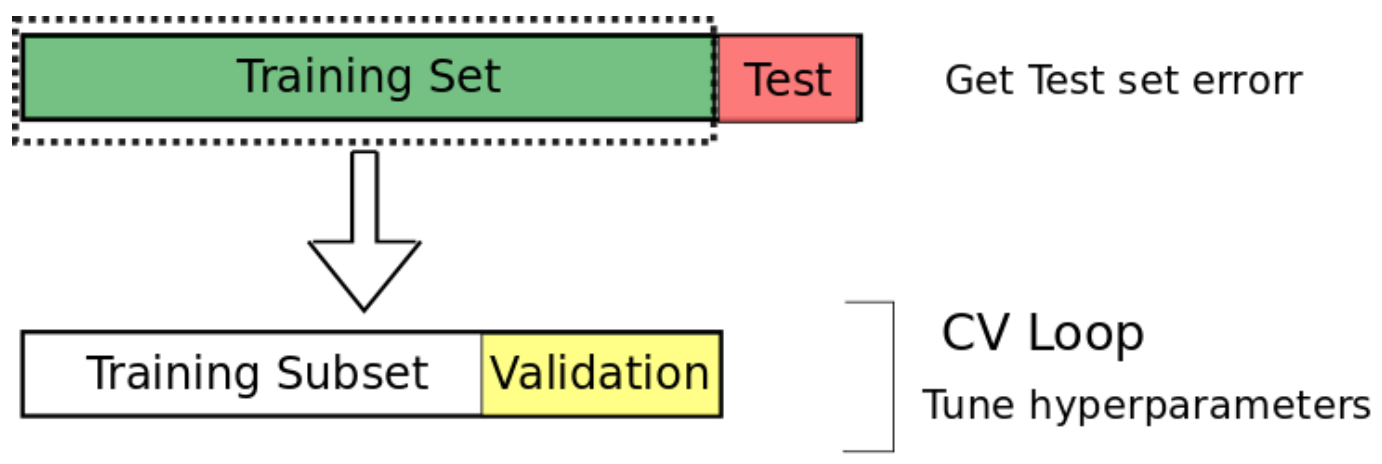 Training Set
Test
Get Test set errorr
Training Subset
Validation
CV Loop
Tune hyperparameters